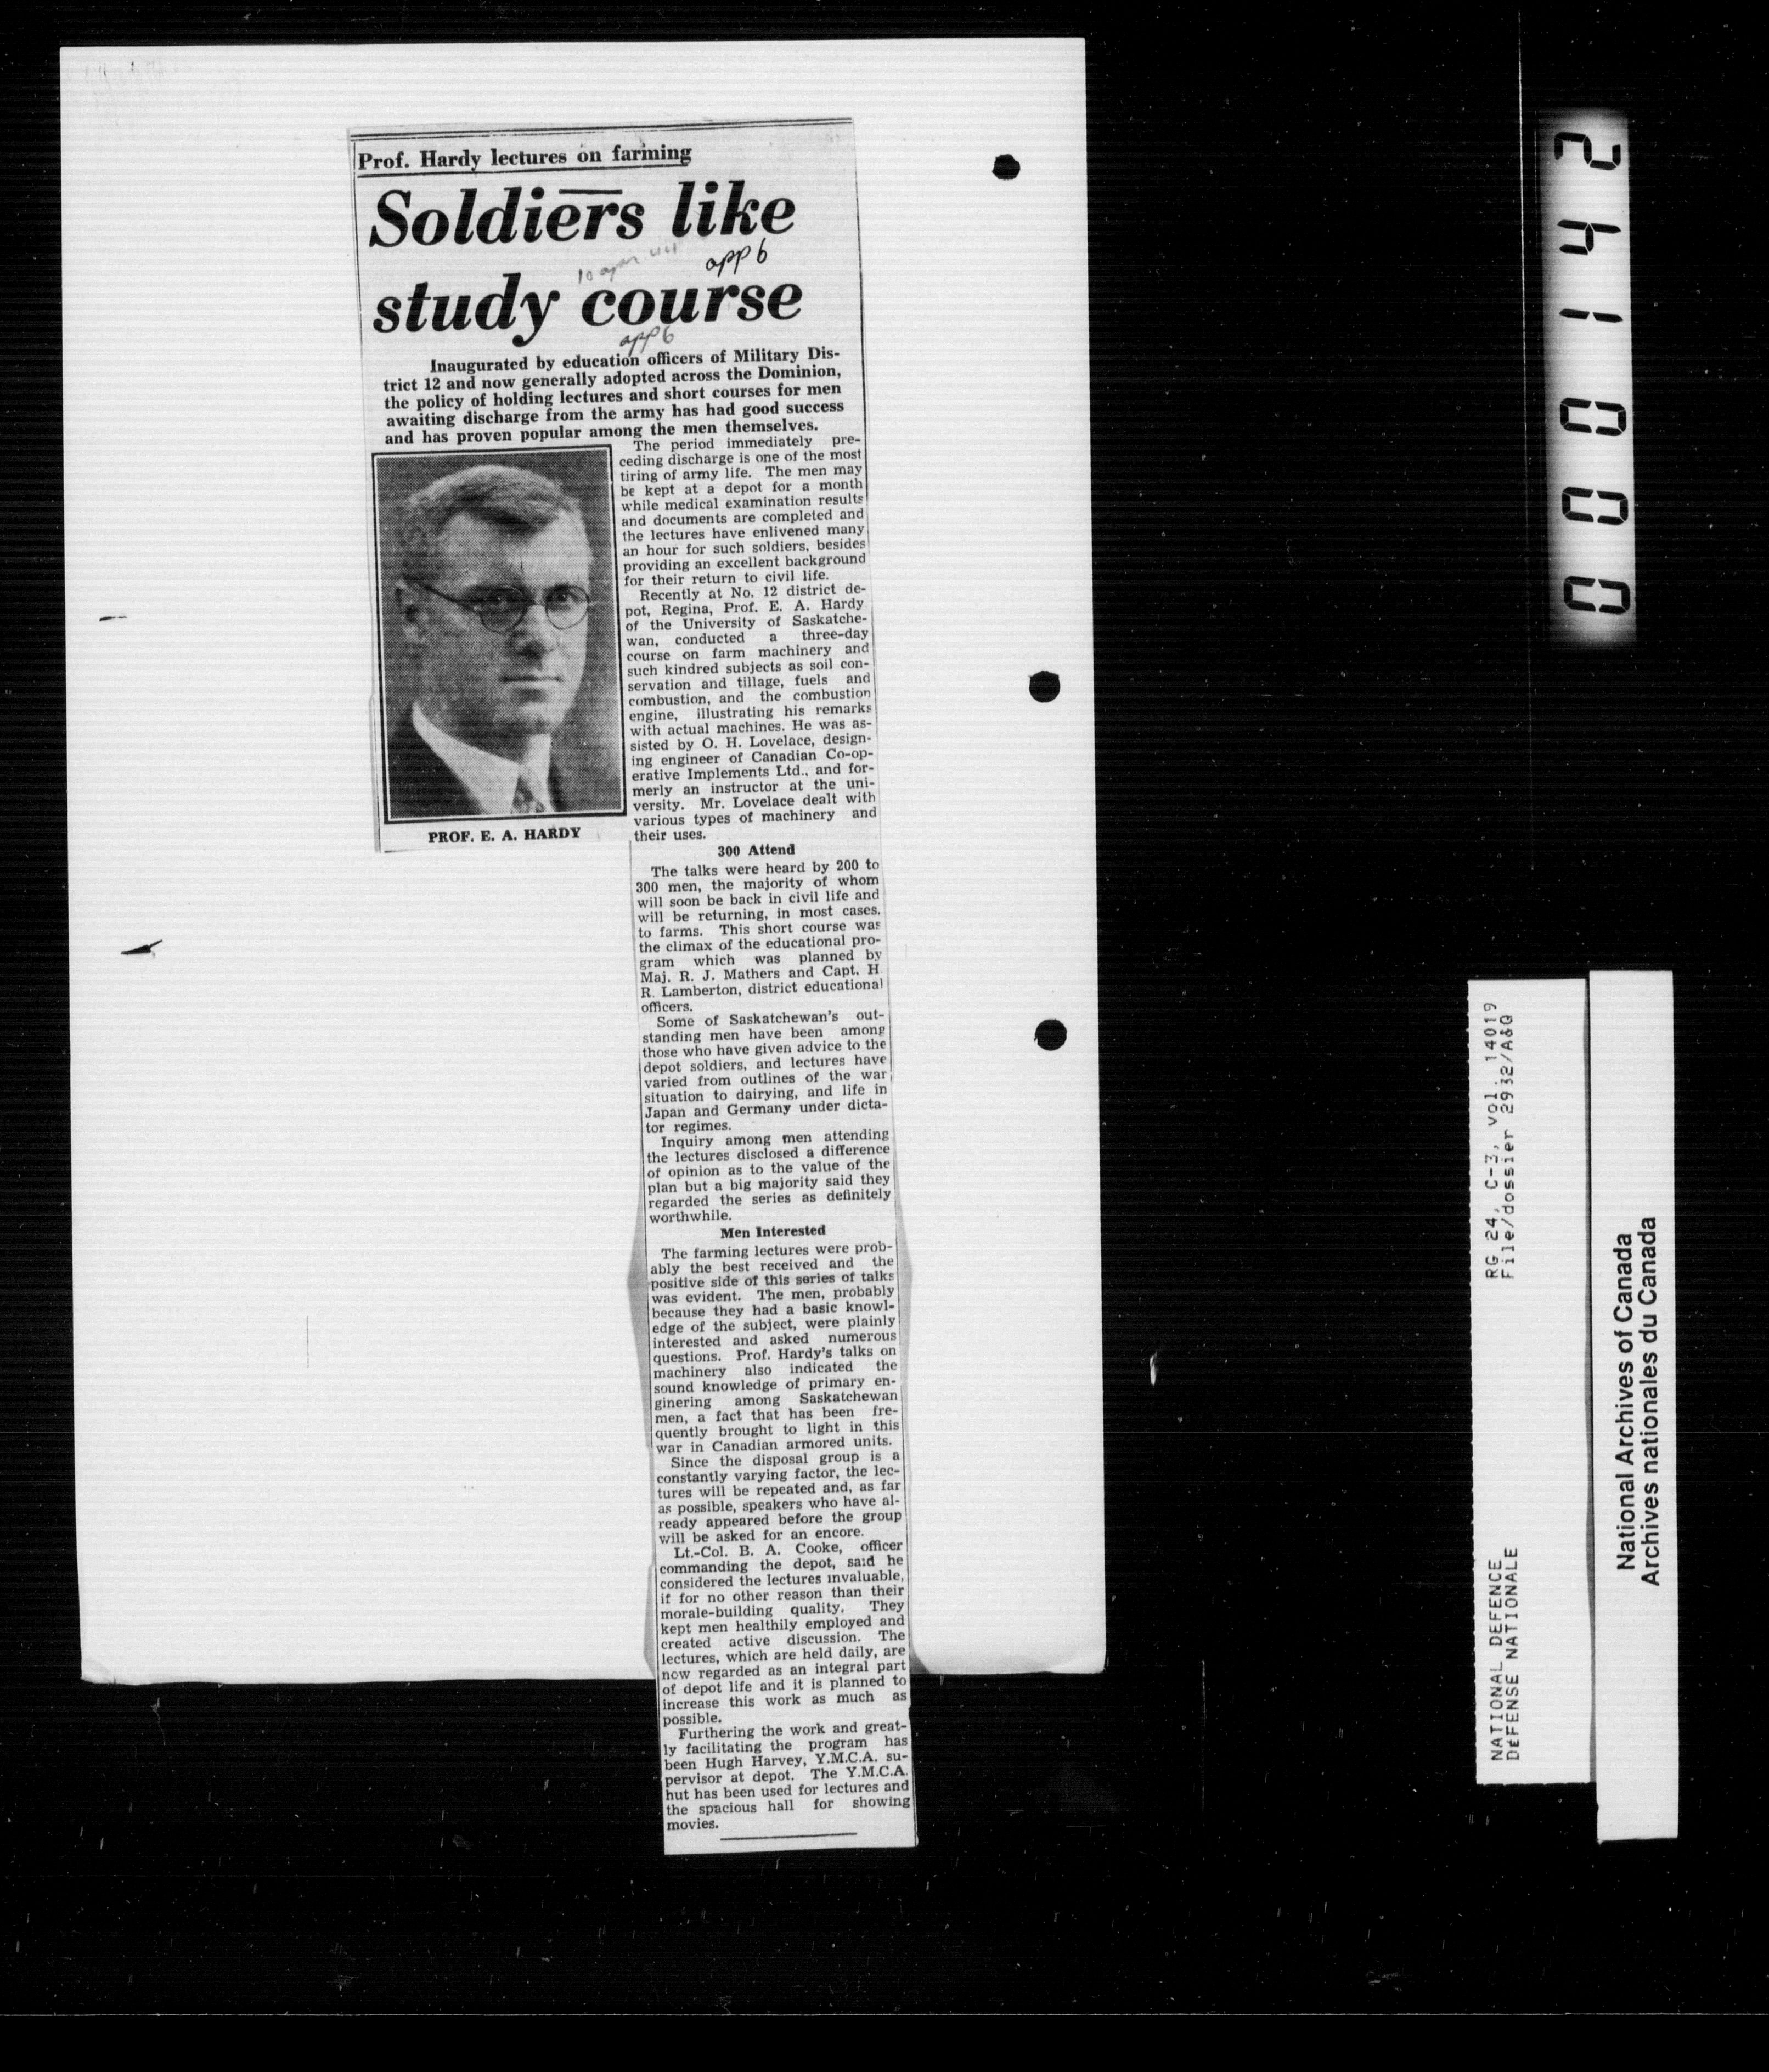 Prof. Hardy lectures on farming
Soldiers like
app 6
study course
app 6
Inaugurated by education officers of Military Dis-
trict 12 and now generally adopted across the Dominion,
the policy of holding lectures and short courses for men
awaiting discharge from the army has had good success
and has proven popular among the men themselves.
PROF. E. A. HARDY
The period immediately pre-
ceding discharge is one of the most
tiring of army life. The men may
be kept at a depot for a month
while medical examination results
and documents are completed and
the lectures have enlivened many
an hour for such soldiers, besides
providing an excellent background
for their return to civil life.
Recently at No. 12 district de-
pot, Regina, Prof. E. A. Hardy
of the University of Saskatche-
wan, conducted a three-day
course on farm machinery and
such kindred subjects as soil con-
servation and tillage, fuels and
combustion, and the combustion
engine, illustrating his remarks
with actual machines. He was as-
sisted by O. H. Lovelace, design-
ing engineer of Canadian Co-op-
erative Implements Ltd., and for-
merly an instructor at the uni-
versity. Mr. Lovelace dealt with
various types of machinery and
their uses.
300 Attend
The talks were heard by 200 to
300 men, the majority of whom
will soon be back in civil life and
will be returning, in most cases,
to farms. This short course was
the climax of the educational pro-
gram which was planned by
Maj. R. J. Mathers and Capt. H
R. Lamberton, district educational
officers.
Some of Saskatchewan's out-
standing men have been among
those who have given advice to the
depot soldiers, and lectures have
varied from outlines of the war
situation to dairying, and life in
Japan and Germany under dicta-
tor regimes.
Inquiry among men attending
the lectures disclosed a difference
of opinion as to the value of the
plan but a big majority said they
regarded the series as definitely
worthwhile.
Men Interested
The farming lectures were prob-
ably the best received and the
positive side of this series of talks
was evident. The men, probably
because they had a basic knowl-
edge of the subject, were plainly
interested and asked numerous
questions. Prof. Hardy's talks on
machinery also indicated the
sound knowledge of primary en-
ginering among Saskatchewan
men, a fact that has been fre-
quently brought to light in this
war in Canadian armored units.
Since the disposal group is a
constantly varying factor, the lec-
tures will be repeated and, as far
as possible, speakers who have al-
ready appeared before the group
will be asked for an encore.
Lt.-Col. B. A. Cooke, officer
commanding the depot, said he
considered the lectures invaluable,
if for no other reason than their
morale-building quality. They
kept men healthily employed and
created active discussion. The
lectures, which are held daily, are
now regarded as an integral part
of depot life and it is planned to
increase this work as much as
possible.
Furthering the work and great-
ly facilitating the program has
been Hugh Harvey, Y.M.C.A. su-
pervisor at depot. The Y.M.C.A.
hut has been used for lectures and
the spacious hall for showing
movies.
000142
NATIONAL DEFENCE RG 24, C-3, vol. 14019
DÉFENSE NATIONALE File/dossier 2932/A&Q
National Archives of Canada
Archives nationales du Canada